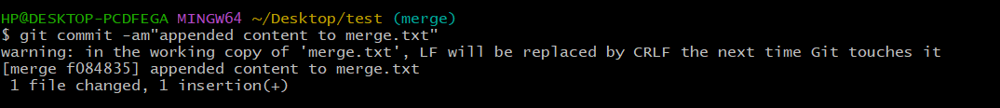 HP@DESKTOP-PCDFEGA MINGW64 ~/Desktop/test (merge)
$ git commit -am"appended content to merge.txt"
warning: in the working copy of 'merge.txt', LF will be replaced by CRLF the next time Git touches it
[merge f084835] appended content to merge.txt
 1 file changed, 1 insertion(+)